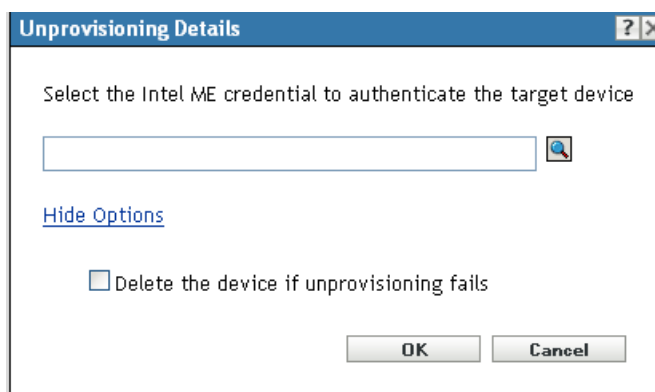 Unprovisioning Details ? X
Select the Intel ME credential to authenticate the target device
Hide Options
Delete the device if unprovisioning fails
OK Cancel